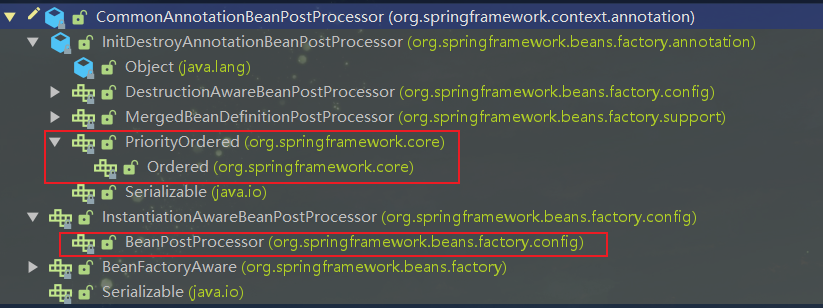 CommonAnnotationBeanPostProcessor (org.springframework.context.annotation)
InitDestroyAnnotationBeanPostProcessor (org.springframework.beans.factory.annotation)
Object (java.lang)
DestructionAwareBeanPostProcessor (org.springframework.beans.factory.config)
MergedBeanDefinitionPostProcessor (org.springframework.beans.factory.support)
PriorityOrdered (org.springframework.core)
Ordered (org.springframework.core)
Serializable (java.io)
InstantiationAwareBeanPostProcessor (org.springframework.beans.factory.config)
BeanPostProcessor (org.springframework.beans.factory.config)
BeanFactoryAware (org.springframework.beans.factory)
Serializable (java.io)